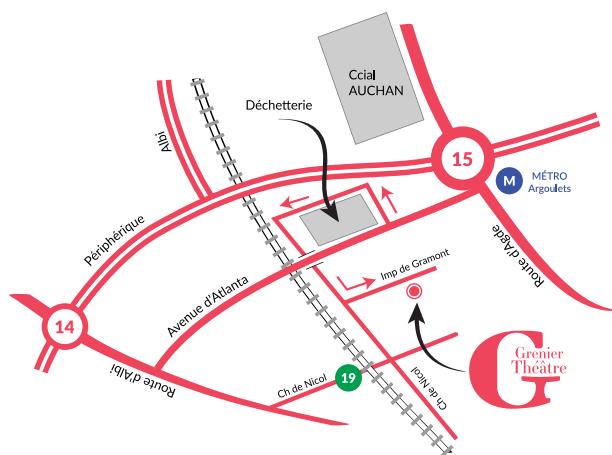 Ccial
AUCHAN
Déchetterie
Albi
15
M
MÉTRO
Argoulets
Périphérique
Route d'Agde
Imp de Gramont
Avenue d'Atlanta
14
Route d'Albi
Grenier
Théâtre
G
19
Ch de Nicol
Ch de Nicol